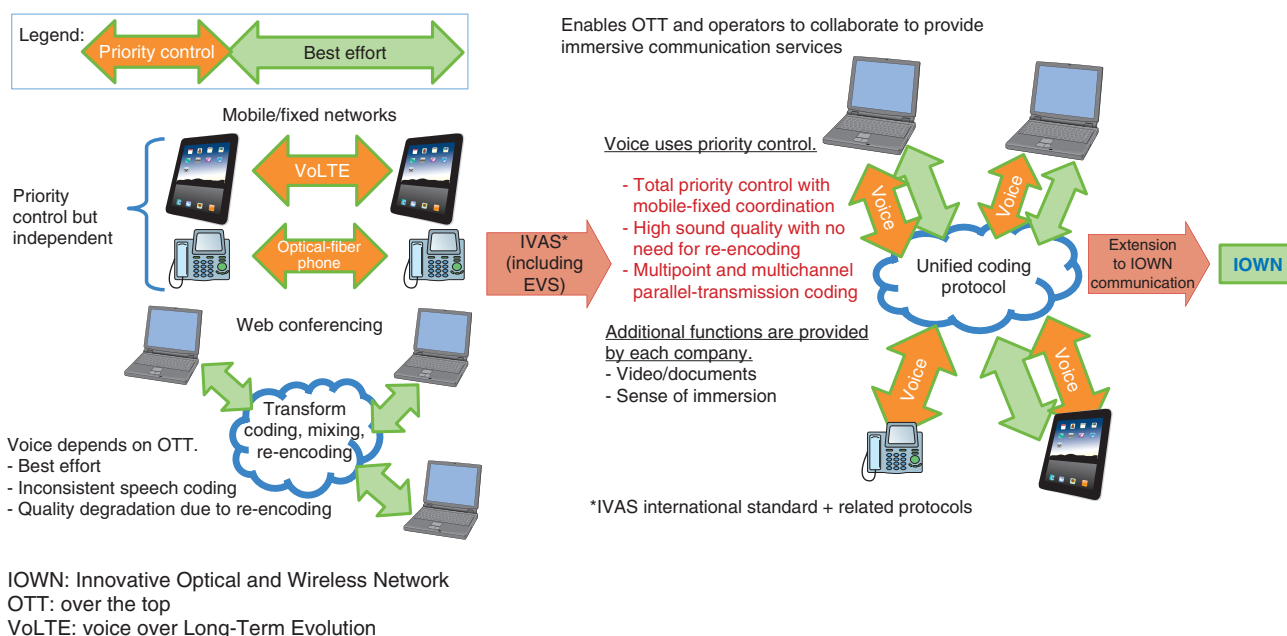 Legend:
Priority control
Best effort
Mobile/fixed networks
Priority
control but
independent
VoLTE
Optical-fiber
phone
Web conferencing
Transform
coding, mixing,
re-encoding
Voice depends on OTT.
- Best effort
- Inconsistent speech coding
- Quality degradation due to re-encoding
IVAS*
(including
EVS)
Enables OTT and operators to collaborate to provide
immersive communication services
Voice uses priority control.
- Total priority control with
mobile-fixed coordination
- High sound quality with no
need for re-encoding
- Multipoint and multichannel
parallel-transmission coding
Additional functions are provided
by each company.
- Video/documents
- Sense of immersion
Voice
Voice
Unified coding
protocol
Voice
Voice
Extension
to IOWN
communication
IOWN
*IVAS international standard + related protocols
IOWN: Innovative Optical and Wireless Network
OTT: over the top
VoLTE: voice over Long-Term Evolution